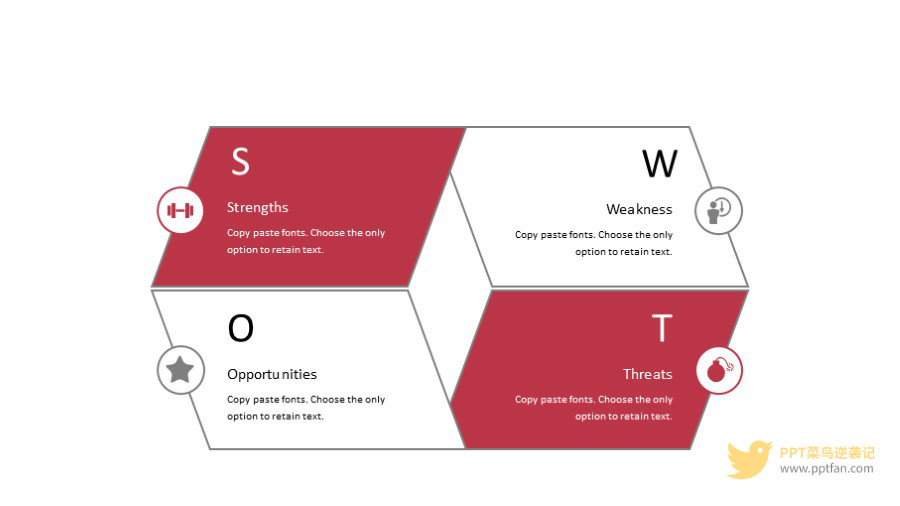 S
Strengths
Copy paste fonts. Choose the only
option to retain text.
W
Weakness
Copy paste fonts. Choose the only
option to retain text.
O
Opportunities
Copy paste fonts. Choose the only
option to retain text.
T
Threats
Copy paste fonts. Choose the only
option to retain text.
PPT菜鸟逆袭记
www.pptfan.com